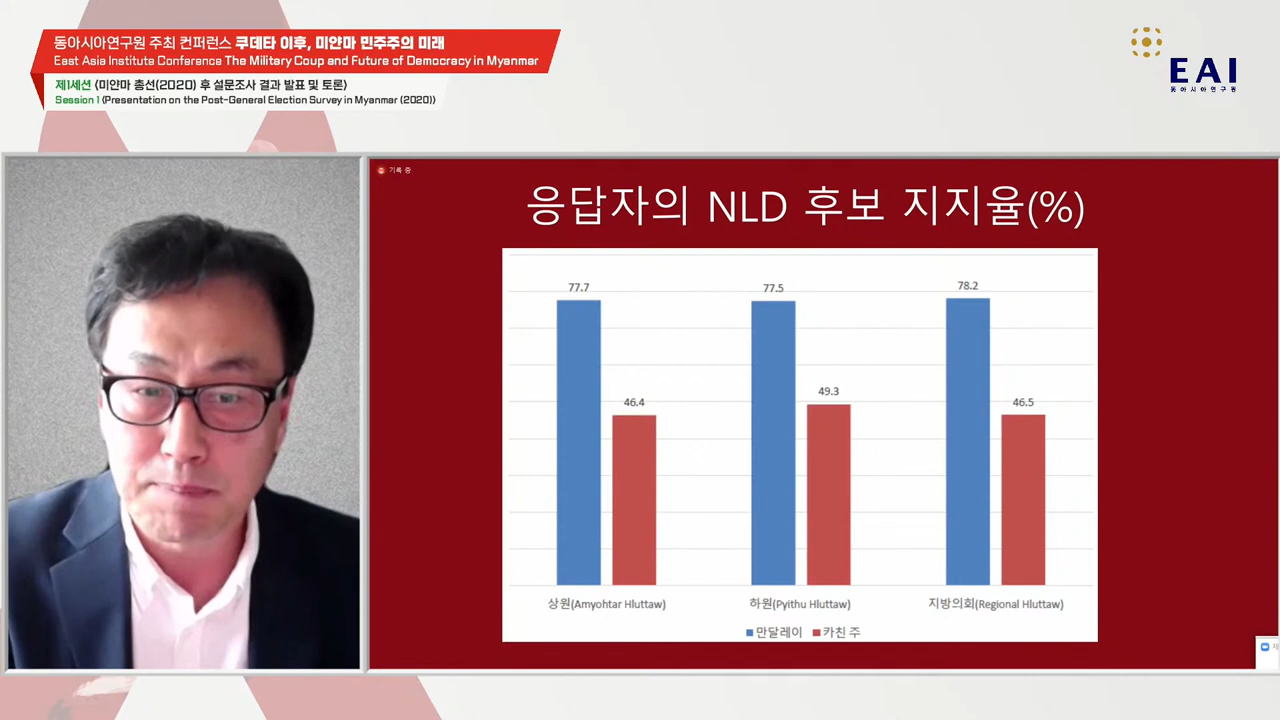 동아시아연구원 주최 컨퍼런스 쿠데타 이후, 미얀마 민주주의 미래
East Asia Institute Conference The Military Coup and Future of Democracy in Myanmar
제1세션 〈미얀마 총선(2020) 후 설문조사 결과 발표 및 토론〉
Session 1 (Presentation on the Post-General Election Survey in Myanmar (2020))
EAI
동아시아연구원
기록 중
응답자의 NLD 후보 지지율(%)
77.7
46.4
77.5
49.3
78.2
46.5
상원(Amyohtar Hluttaw)
하원(Pyithu Hluttaw)
지방의회(Regional Hluttaw)
만달레이 카친 주